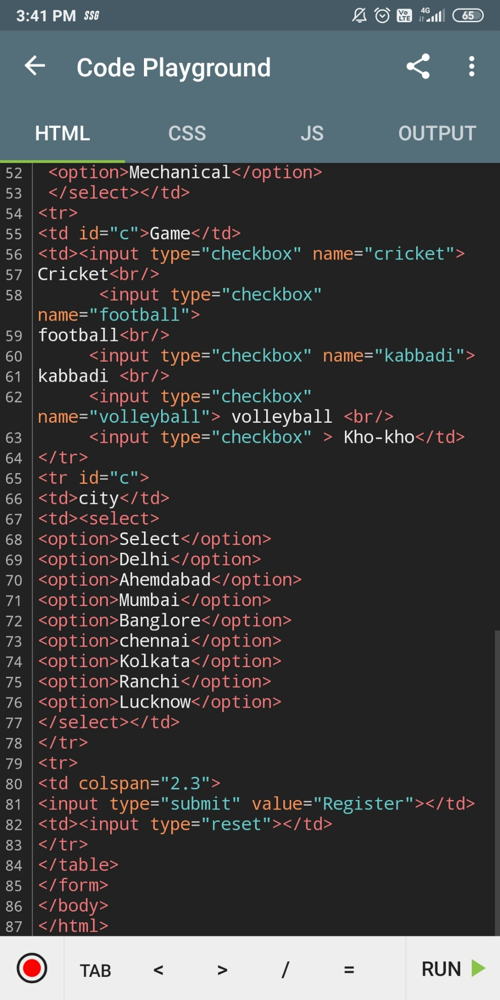 3:41 PM SSG Vo LTE 4G 65
Code Playground
HTML CSS JS OUTPUT
52 <option>Mechanical</option>
53 </select></td>
54 <tr>
55 <td id="c">Game</td>
56 <td><input type="checkbox" name="cricket">
57 Cricket<br/>
58 <input type="checkbox"
name="football">
59 football<br/>
60 <input type="checkbox" name="kabbadi">
61 kabbadi <br/>
62 <input type="checkbox"
name="volleyball"> volleyball <br/>
63 <input type="checkbox" > Kho-kho</td>
64 </tr>
65 <tr id="c">
66 <td>city</td>
67 <td><select>
68 <option>Select</option>
69 <option>Delhi</option>
70 <option>Ahemdabad</option>
71 <option>Mumbai</option>
72 <option>Banglore</option>
73 <option>chennai</option>
74 <option>Kolkata</option>
75 <option>Ranchi</option>
76 <option>Lucknow</option>
77 </select></td>
78 </tr>
79 <tr>
80 <td colspan="2.3">
81 <input type="submit" value="Register"></td>
82 <td><input type="reset"></td>
83 </tr>
84 </table>
85 </form>
86 </body>
87 </html>
TAB < > / = RUN